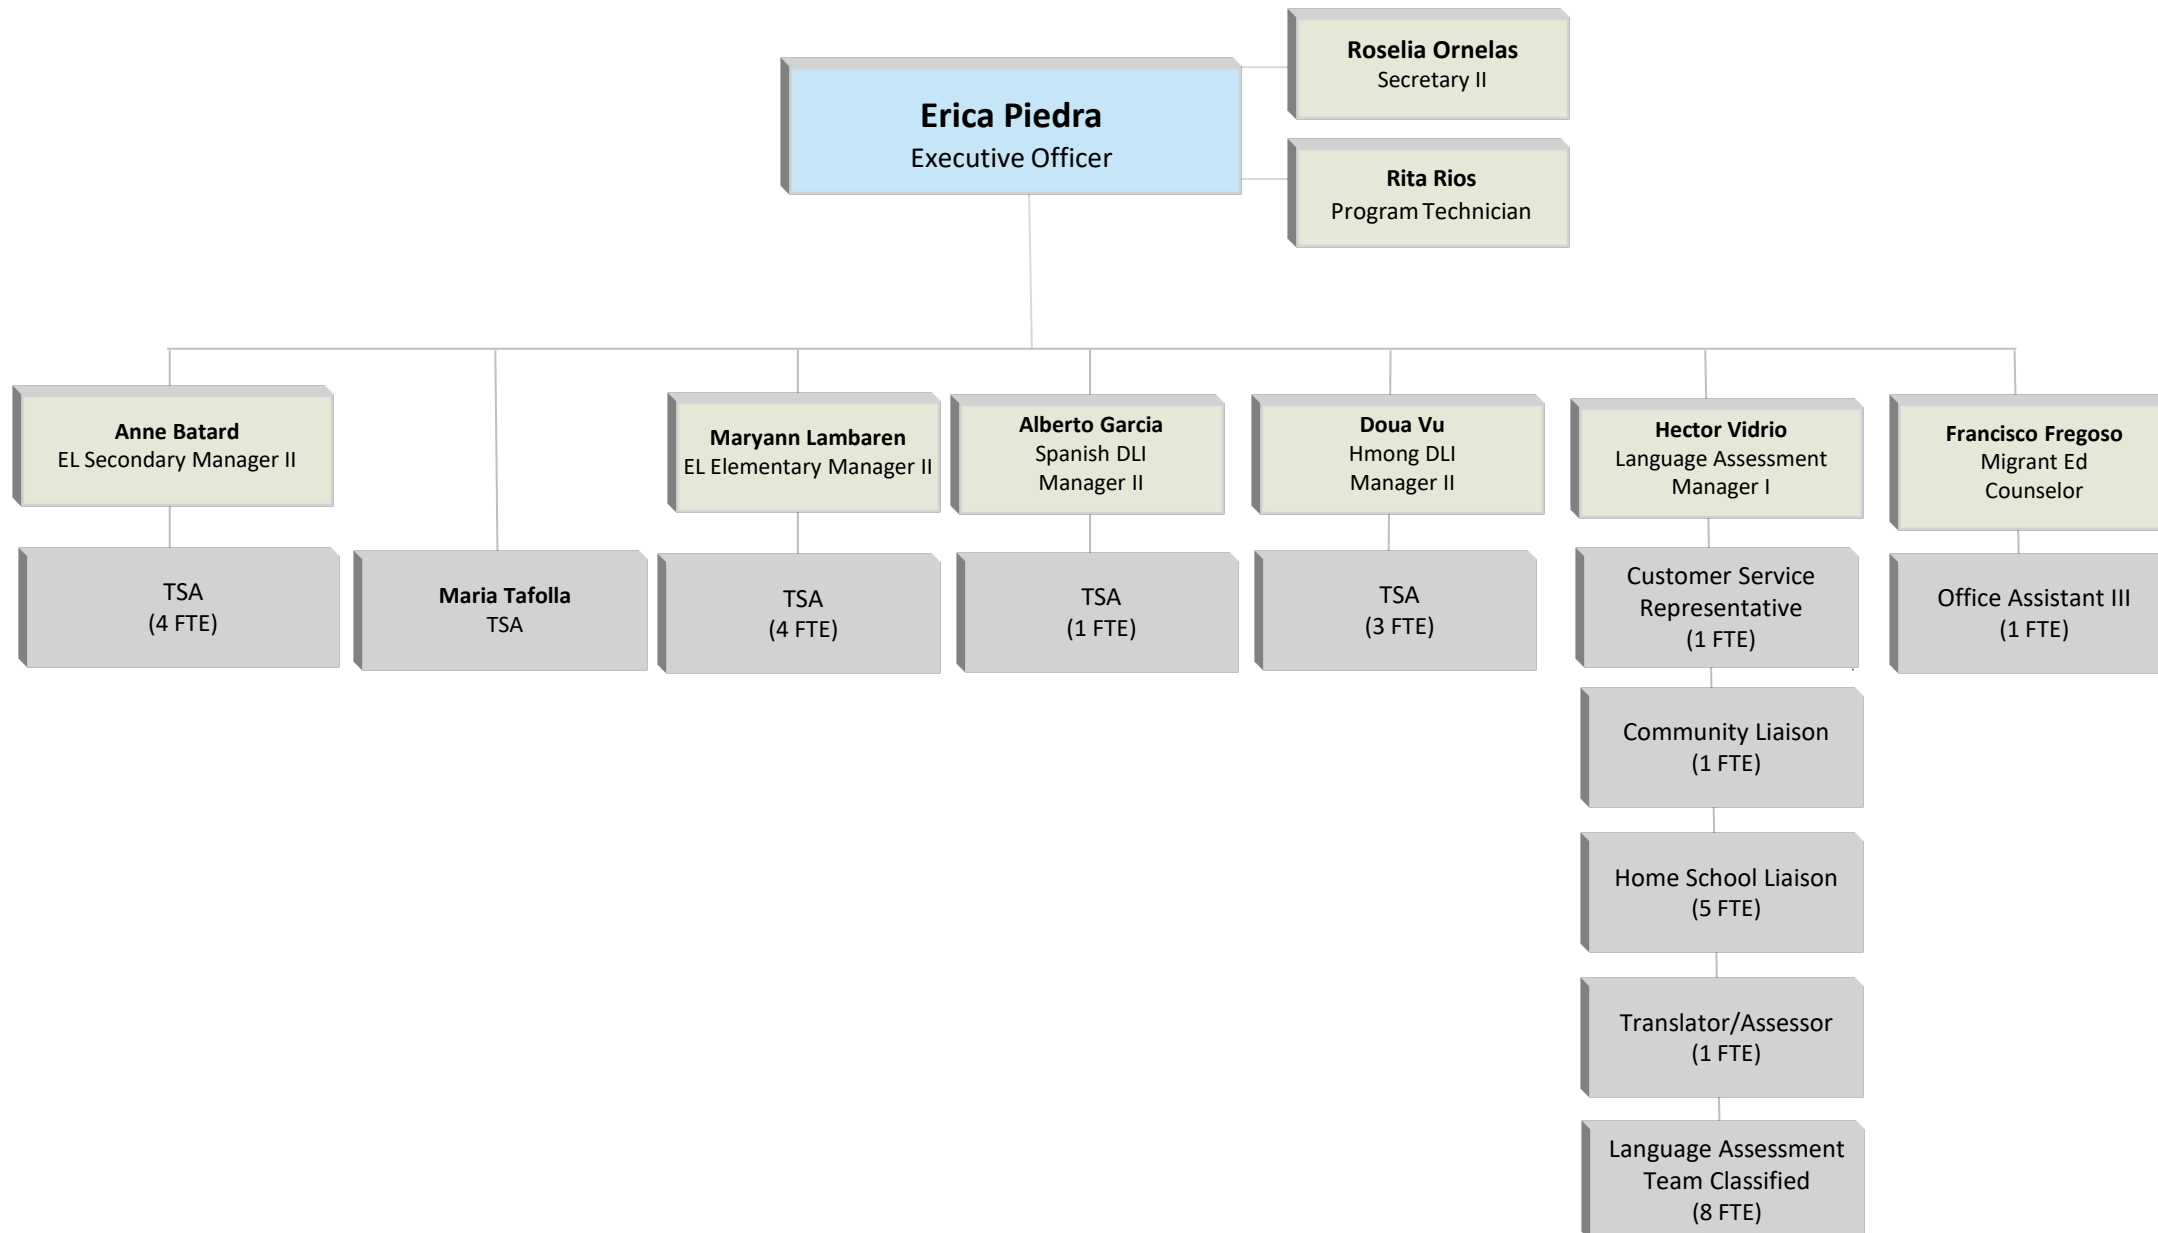 Roselia Ornelas
Secretary II
Erica Piedra
Executive Officer
Rita Rios
Program Technician
Anne Batard
EL Secondary Manager II
Maryann Lambaren
EL Elementary Manager II
Alberto Garcia
Spanish DLI
Manager II
Doua Vu
Hmong DLI
Manager II
Hector Vidrio
Language Assessment
Manager I
Francisco Fregoso
Migrant Ed
Counselor
TSA
(4 FTE)
Maria Tafolla
TSA
TSA
(4 FTE)
TSA
(1 FTE)
TSA
(3 FTE)
Customer Service
Representative
(1 FTE)
Office Assistant III
(1 FTE)
Community Liaison
(1 FTE)
Home School Liaison
(5 FTE)
Translator/Assessor
(1 FTE)
Language Assessment
Team Classified
(8 FTE)